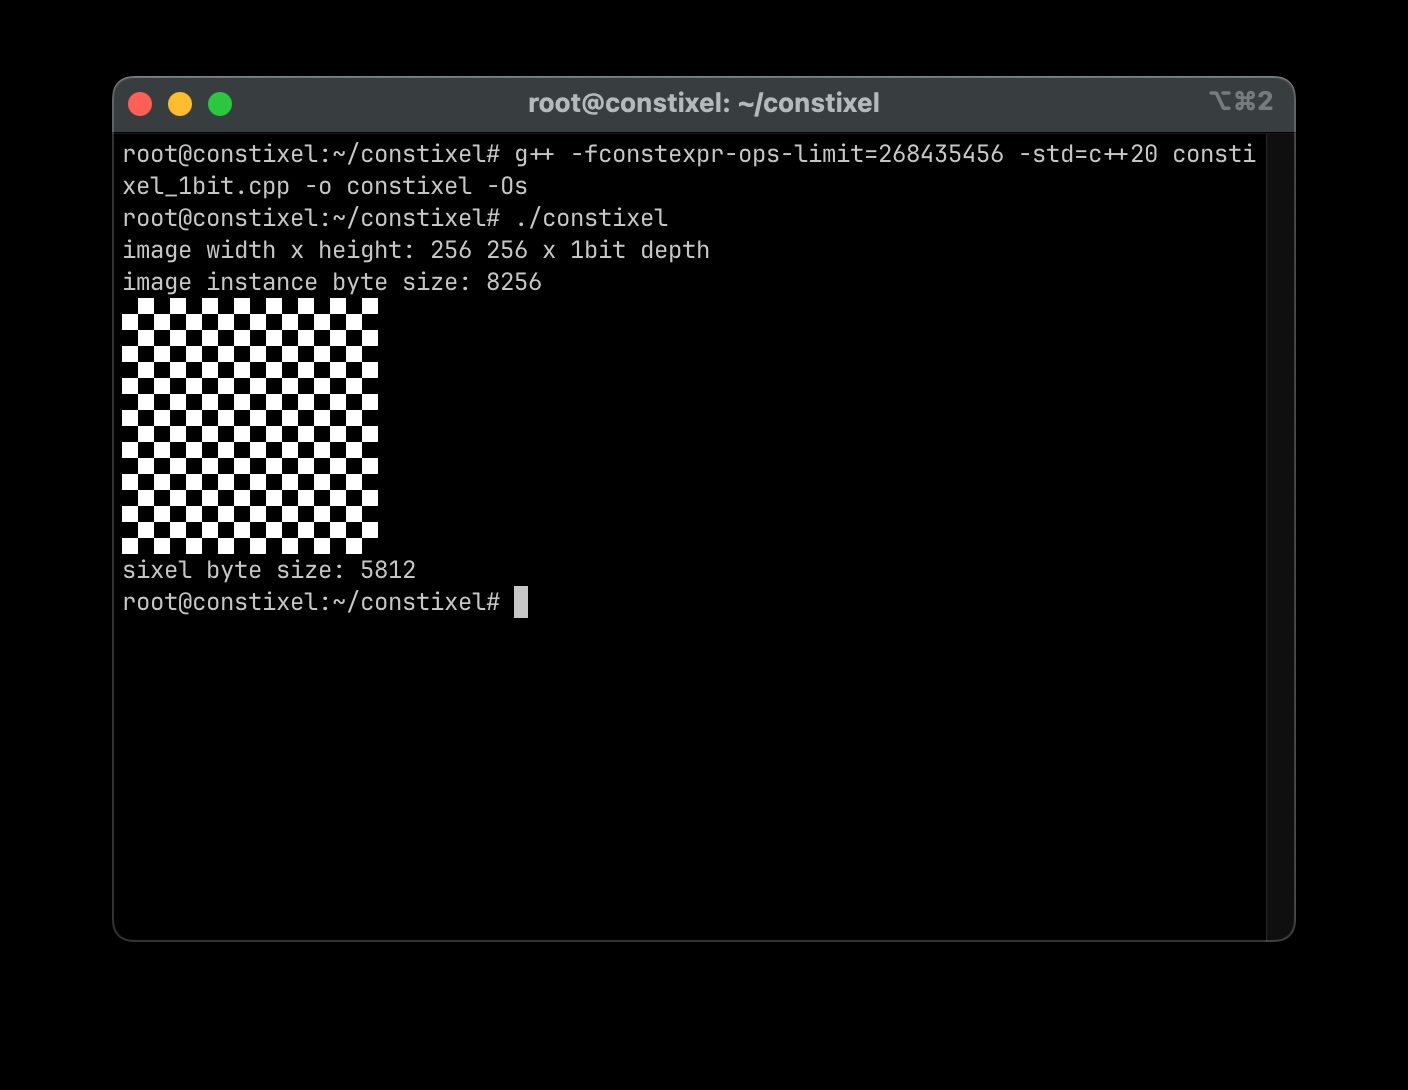 root@constixel: ~/constixel
⌥⌘2
root@constixel:~/constixel# g++ -fconstexpr-ops-limit=268435456 -std=c++20 consti
xel_1bit.cpp -o constixel -Os
root@constixel:~/constixel# ./constixel
image width x height: 256 256 x 1bit depth
image instance byte size: 8256
sixel byte size: 5812
root@constixel:~/constixel#